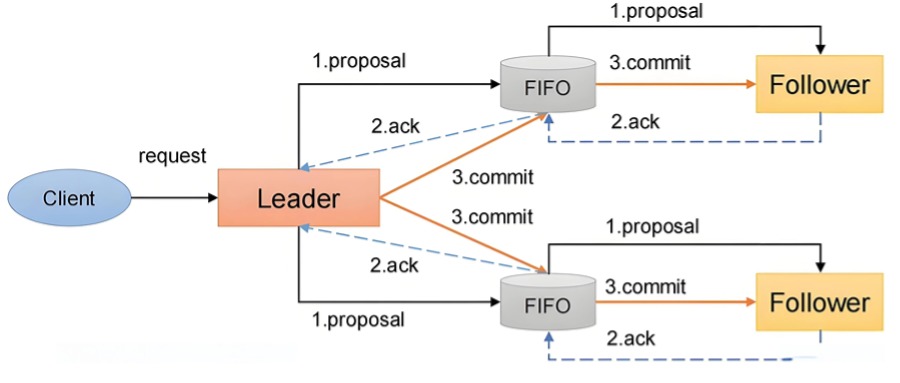 1.proposal
1.proposal
3.commit
FIFO
Follower
2.ack
2.ack
request
3.commit
Client
Leader
3.commit
1.proposal
2.ack
3.commit
FIFO
Follower
1.proposal
2.ack